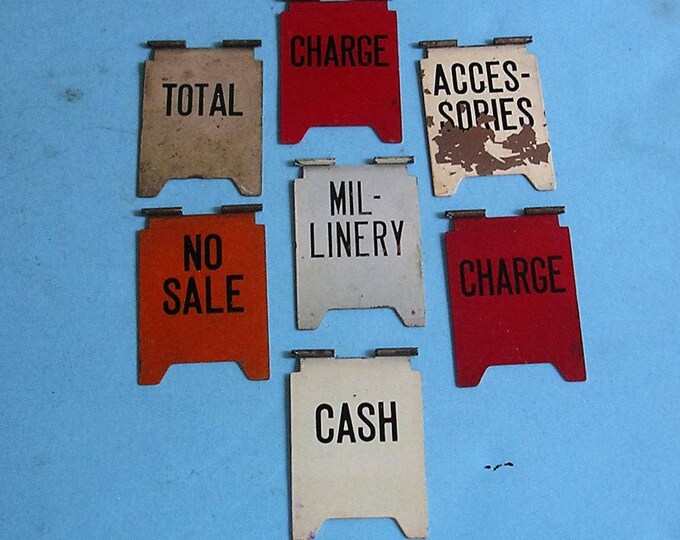 CHARGE
TOTAL
ACCES-
SORIES
MIL-
LINERY
NO
SALE
CHARGE
CASH